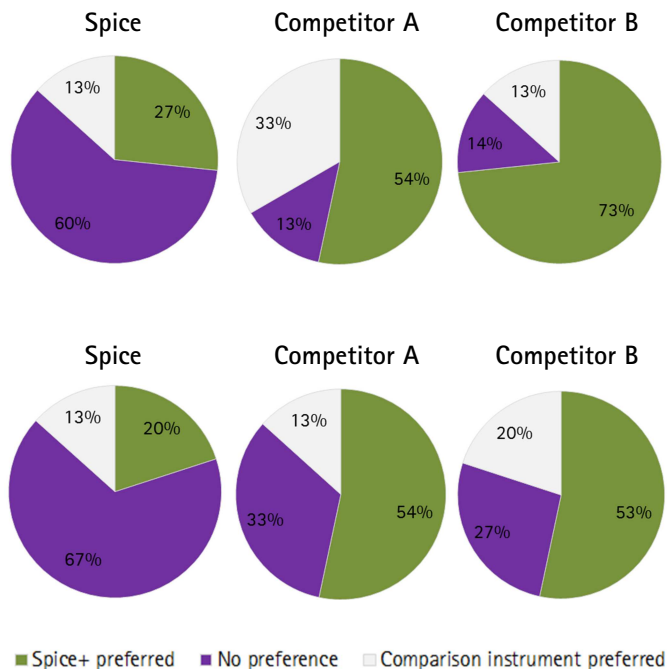 Spice Competitor A Competitor B
13% 27% 33% 54% 13% 13% 14% 73%
60%
Spice Competitor A Competitor B
13% 20% 13% 20%
33% 54% 27% 53%
67%
Spice+ preferred No preference Comparison instrument preferred